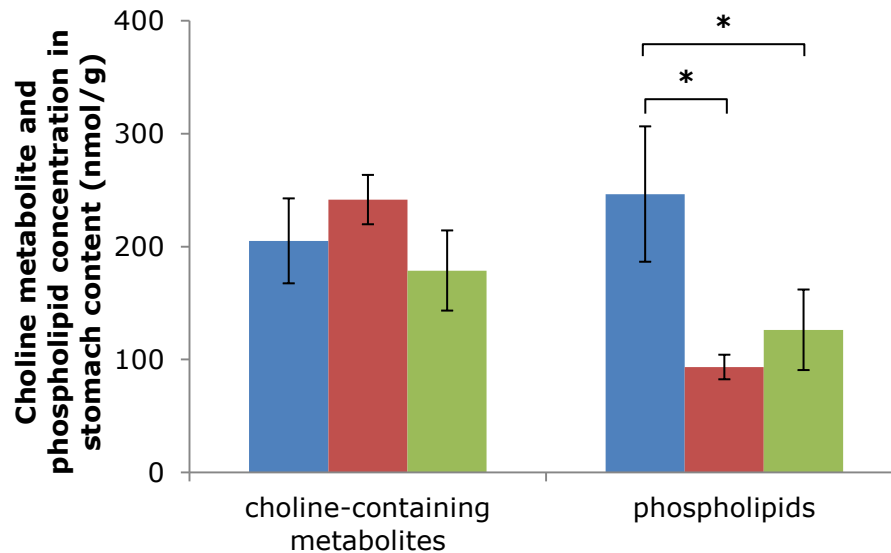 Choline metabolite and
phospholipid concentration in
stomach content (nmol/g)
400
300
200
100
0
*
*
choline-containing
metabolites
phospholipids